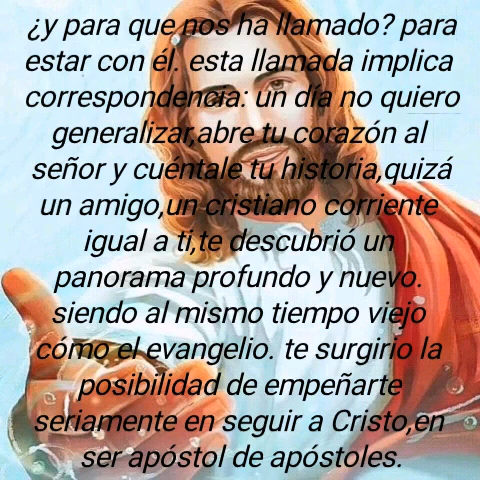 ¿y para que nos ha llamado? para
estar con él. esta llamada implica
correspondencia: un día no quiero
generalizar,abre tu corazón al
señor y cuéntale tu historia,quizá
un amigo,un cristiano corriente
igual a ti,te descubrió un
panorama profundo y nuevo.
siendo al mismo tiempo viejo
cómo el evangelio. te surgirio la
posibilidad de empeñarte
seriamente en seguir a Cristo,en
ser apóstol de apóstoles.